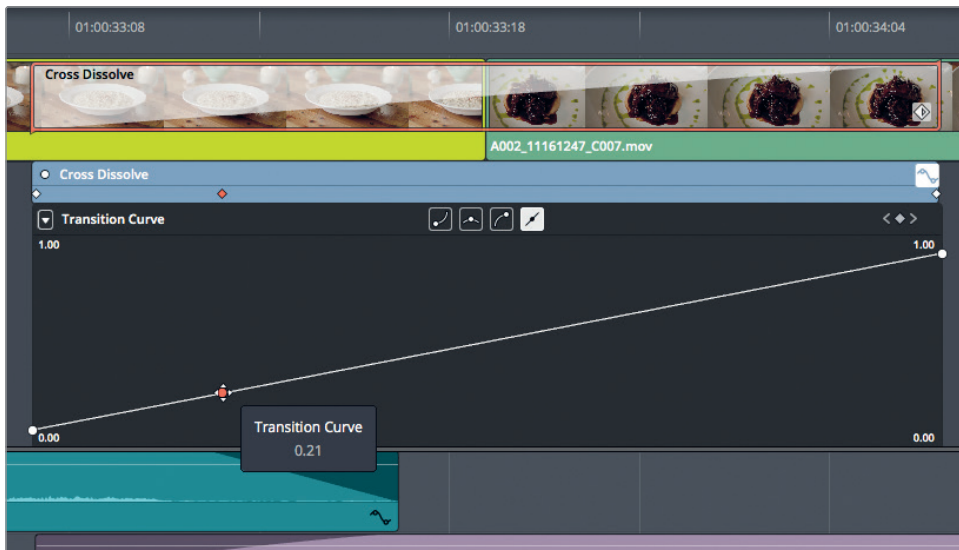 01:00:33:08 01:00:33:18 01:00:34:04
Cross Dissolve
A002_11161247_C007.mov
Cross Dissolve
Transition Curve
1.00 1.00
0.00 0.00
Transition Curve
0.21